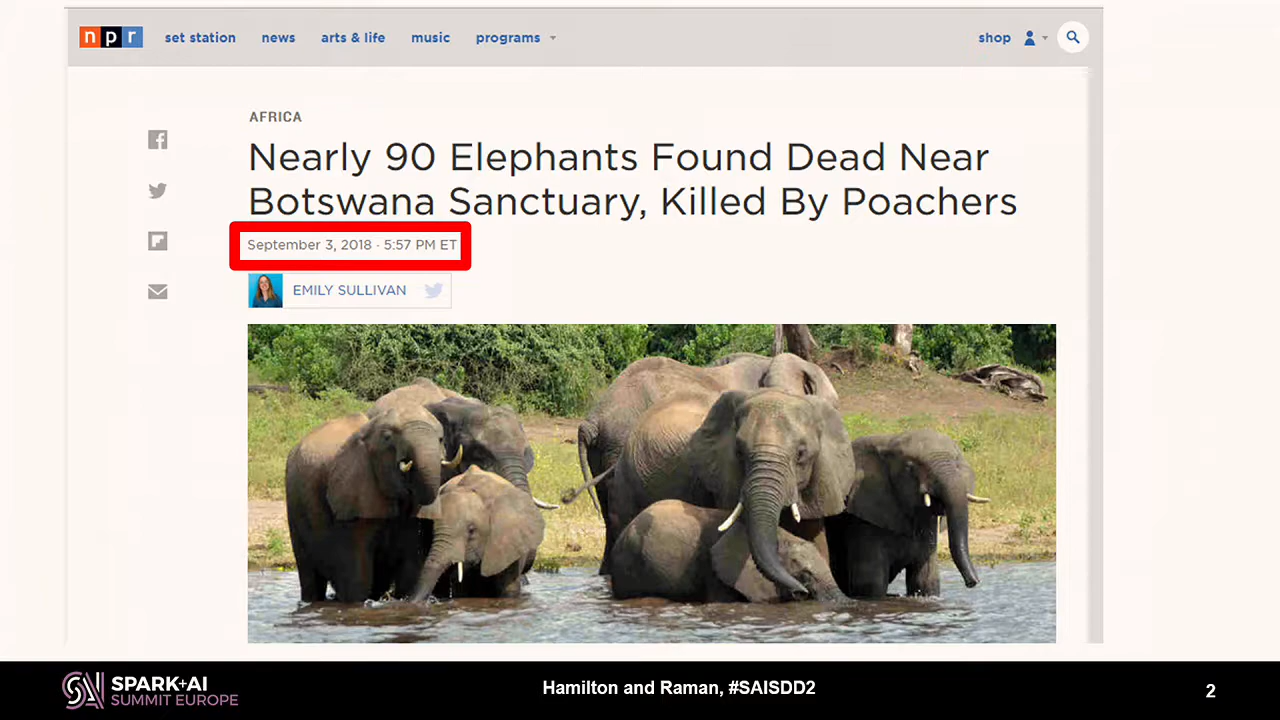 npr set station news arts & life music programs shop
AFRICA
Nearly 90 Elephants Found Dead Near
Botswana Sanctuary, Killed By Poachers
September 3, 2018 · 5:57 PM ET
EMILY SULLIVAN
SPARK+AI
SUMMIT EUROPE
Hamilton and Raman, #SAISDD2
2